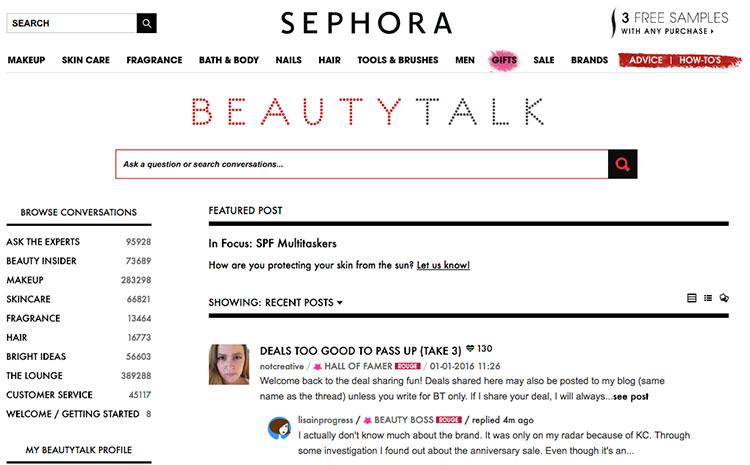 SEARCH
SEPHORA
3 FREE SAMPLES
WITH ANY PURCHASE
MAKEUP SKIN CARE FRAGRANCE BATH & BODY NAILS HAIR TOOLS & BRUSHES MEN GIFTS SALE BRANDS ADVICE | HOW-TO'S
BEAUTYTALK
Ask a question or search conversations...
BROWSE CONVERSATIONS
ASK THE EXPERTS 95928
BEAUTY INSIDER 73689
MAKEUP 283298
SKINCARE 66821
FRAGRANCE 13464
HAIR 16773
BRIGHT IDEAS 56603
THE LOUNGE 389288
CUSTOMER SERVICE 45117
WELCOME / GETTING STARTED 8
MY BEAUTYTALK PROFILE
FEATURED POST
In Focus: SPF Multitaskers
How are you protecting your skin from the sun? Let us know!
SHOWING: RECENT POSTS
DEALS TOO GOOD TO PASS UP (TAKE 3) 130
notcreative / HALL OF FAMER ROUGE / 01-01-2016 11:26
Welcome back to the deal sharing fun! Deals shared here may also be posted to my blog (same
name as the thread) unless you write for BT only. If I share your deal, I will always...see post
lisainprogress / BEAUTY BOSS ROUGE / replied 4m ago
I actually don't know much about the brand. It was only on my radar because of KC. Through
some investigation I found out about the anniversary sale. Even though it's an...